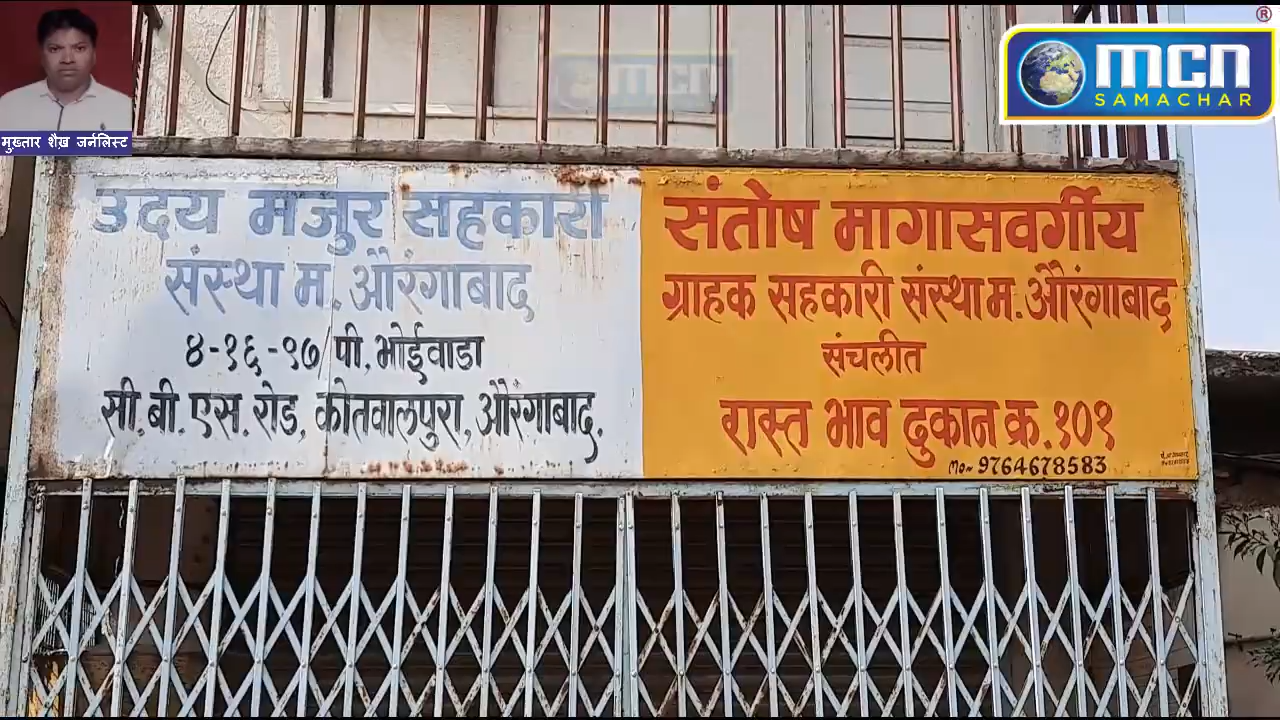 mcn
SAMACHAR
मुख़्तार शैख़ जर्नलिस्ट
उदय मजुर सहकारी
संस्था म. औरंगाबाद
४-१६-९७/पी, भोईवाडा
सी. बी. एस. रोड, कोतवालपुरा, औरंगाबाद.
संतोष मागासवर्गीय
ग्राहक सहकारी संस्था म. औरंगाबाद
संचलीत
रास्त भाव दुकान क्र. १०१
Mo~ 9764678583